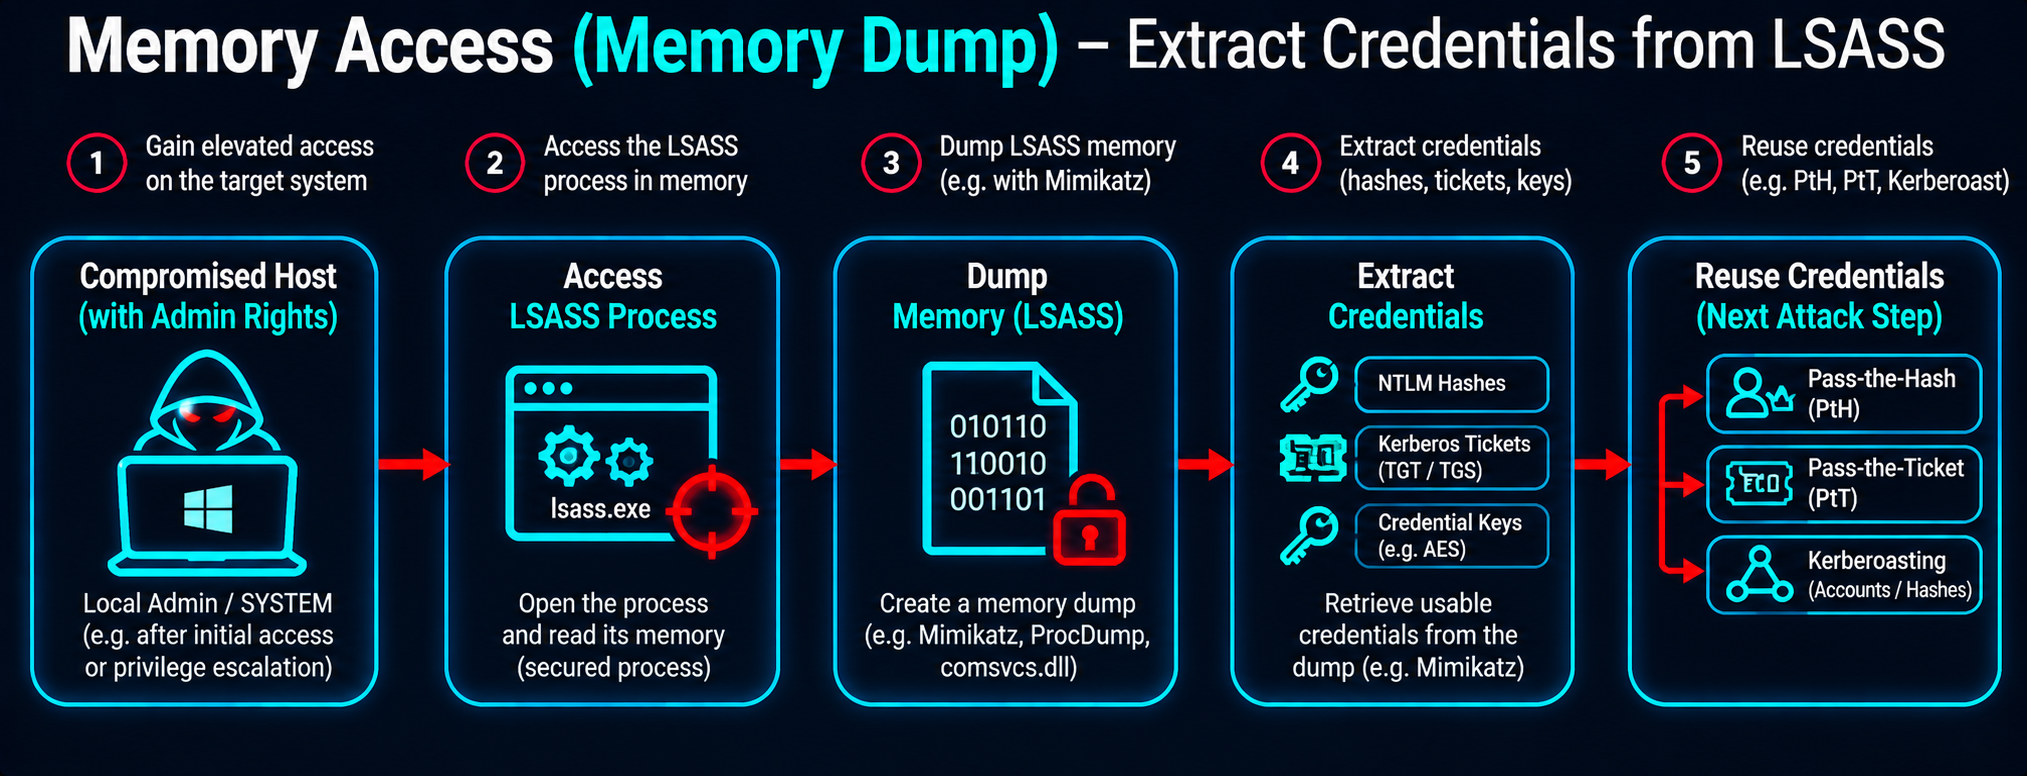 Memory Access (Memory Dump) – Extract Credentials from LSASS
1
Gain elevated access
on the target system
2
Access the LSASS
process in memory
3
Dump LSASS memory
(e.g. with Mimikatz)
4
Extract credentials
(hashes, tickets, keys)
5
Reuse credentials
(e.g. PtH, PtT, Kerberoast)
Compromised Host
(with Admin Rights)
Local Admin / SYSTEM
(e.g. after initial access
or privilege escalation)
Access
LSASS Process
lsass.exe
Open the process
and read its memory
(secured process)
Dump
Memory (LSASS)
010110
110010
001101
Create a memory dump
(e.g. Mimikatz, ProcDump,
comsvcs.dll)
Extract
Credentials
NTLM Hashes
Kerberos Tickets
(TGT / TGS)
Credential Keys
(e.g. AES)
Retrieve usable
credentials from the
dump (e.g. Mimikatz)
Reuse Credentials
(Next Attack Step)
Pass-the-Hash
(PtH)
Pass-the-Ticket
(PtT)
Kerberoasting
(Accounts / Hashes)